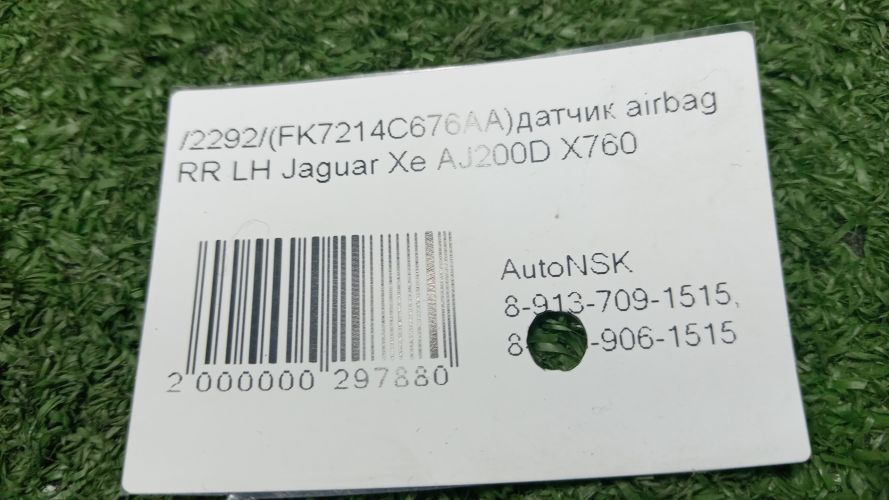 /2292/(FK7214C676AA)датчик airbag
RR LH Jaguar Xe AJ200D X760
AutoNSK
8-913-709-1515,
-906-1515
2 000000 297880